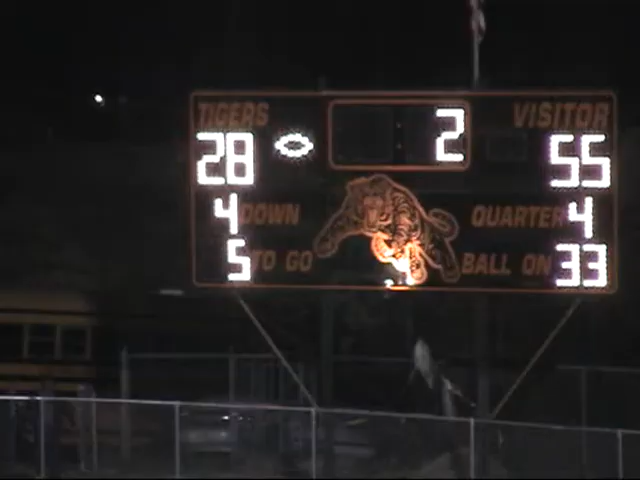 TIGERS 2 VISITOR
28 55
4 DOWN QUARTER 4
5 TO GO BALL ON 33